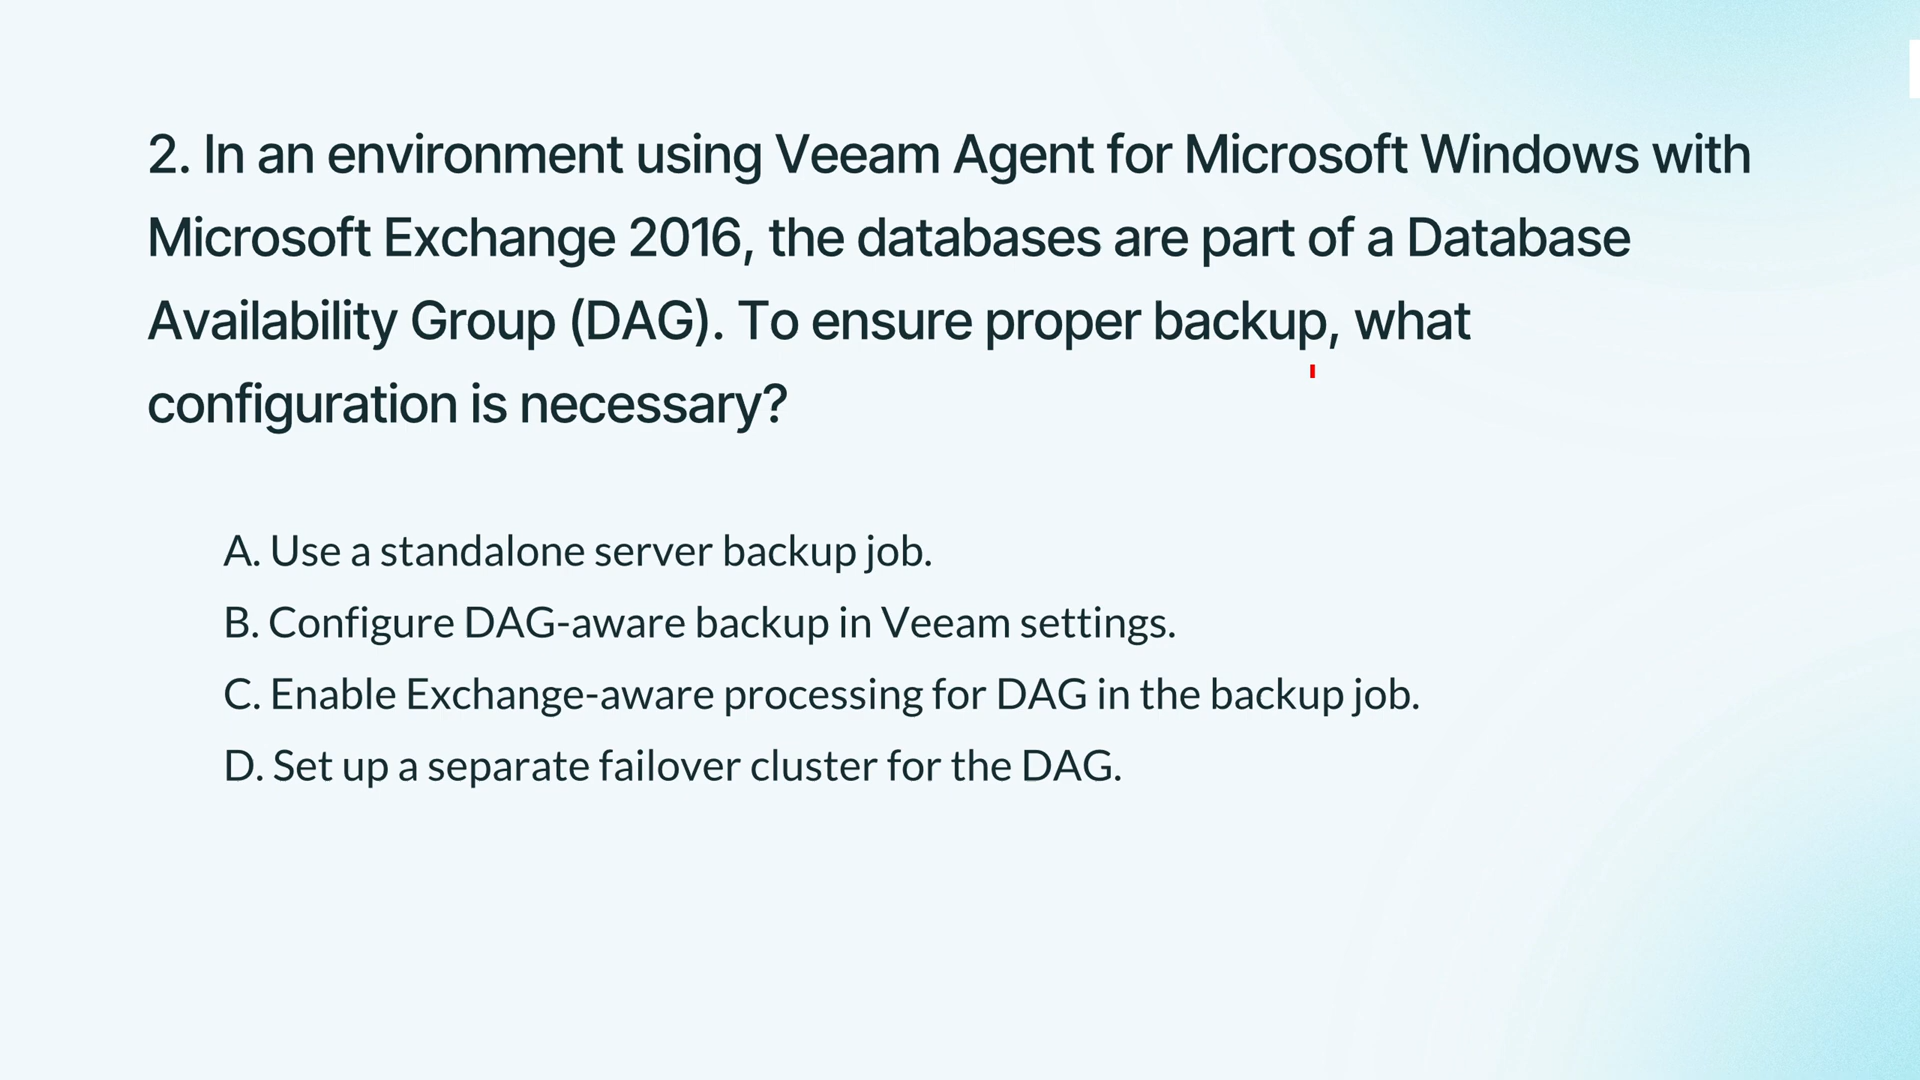 2. In an environment using Veeam Agent for Microsoft Windows with
Microsoft Exchange 2016, the databases are part of a Database
Availability Group (DAG). To ensure proper backup, what
configuration is necessary?
A. Use a standalone server backup job.
B. Configure DAG-aware backup in Veeam settings.
C. Enable Exchange-aware processing for DAG in the backup job.
D. Set up a separate failover cluster for the DAG.